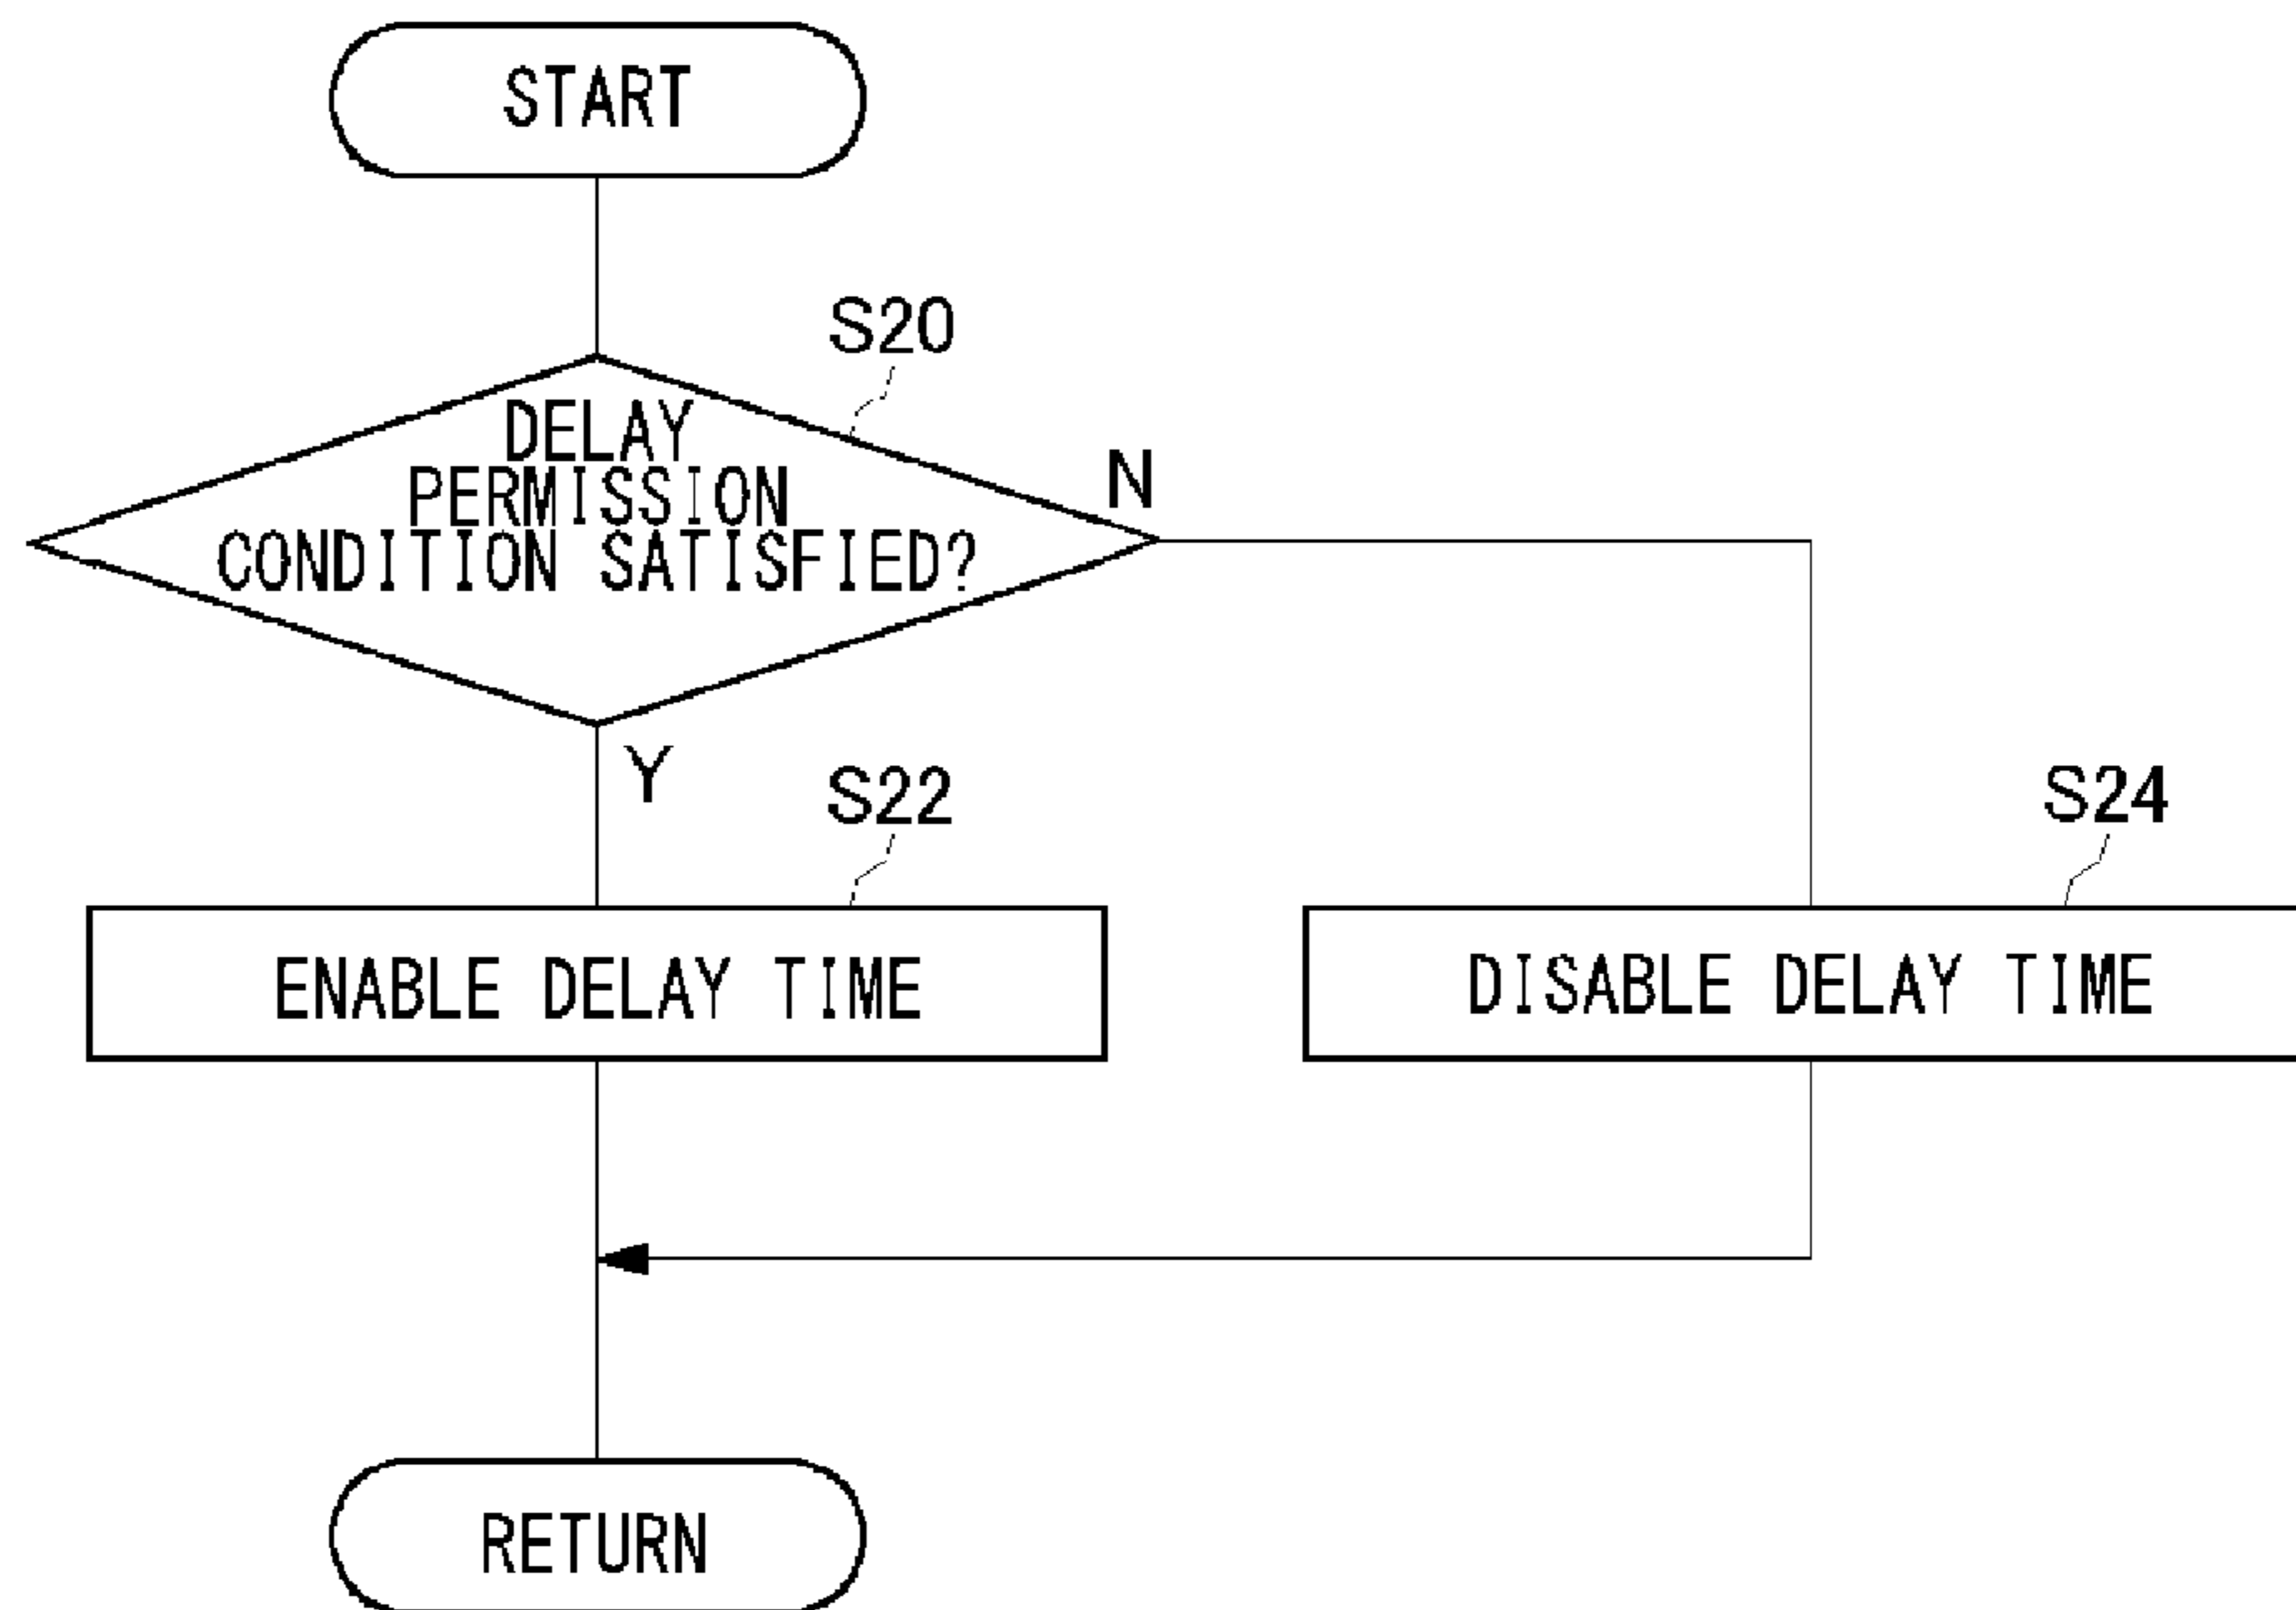 START
S20
DELAY
PERMISSION
CONDITION SATISFIED?
N
Y
S22
S24
ENABLE DELAY TIME
DISABLE DELAY TIME
RETURN